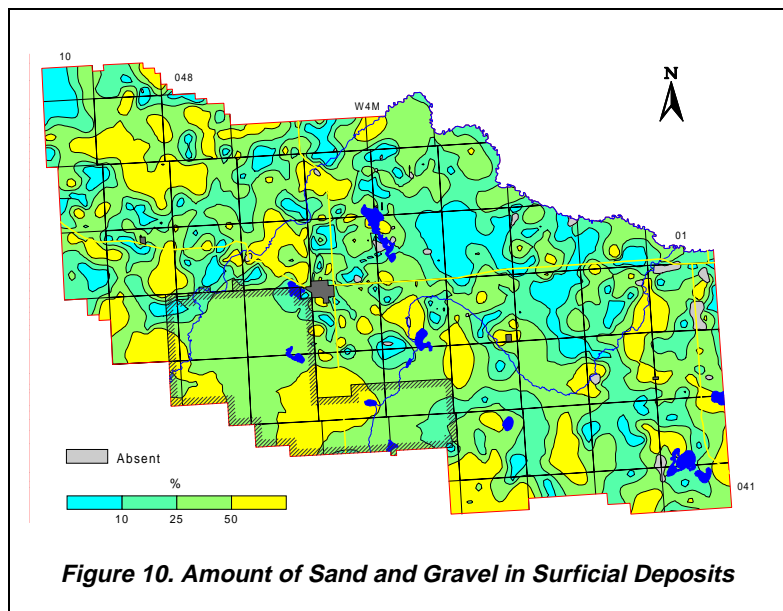 10
048
W4M
N
01
Absent
%
10 25 50
041
Figure 10. Amount of Sand and Gravel in Surficial Deposits